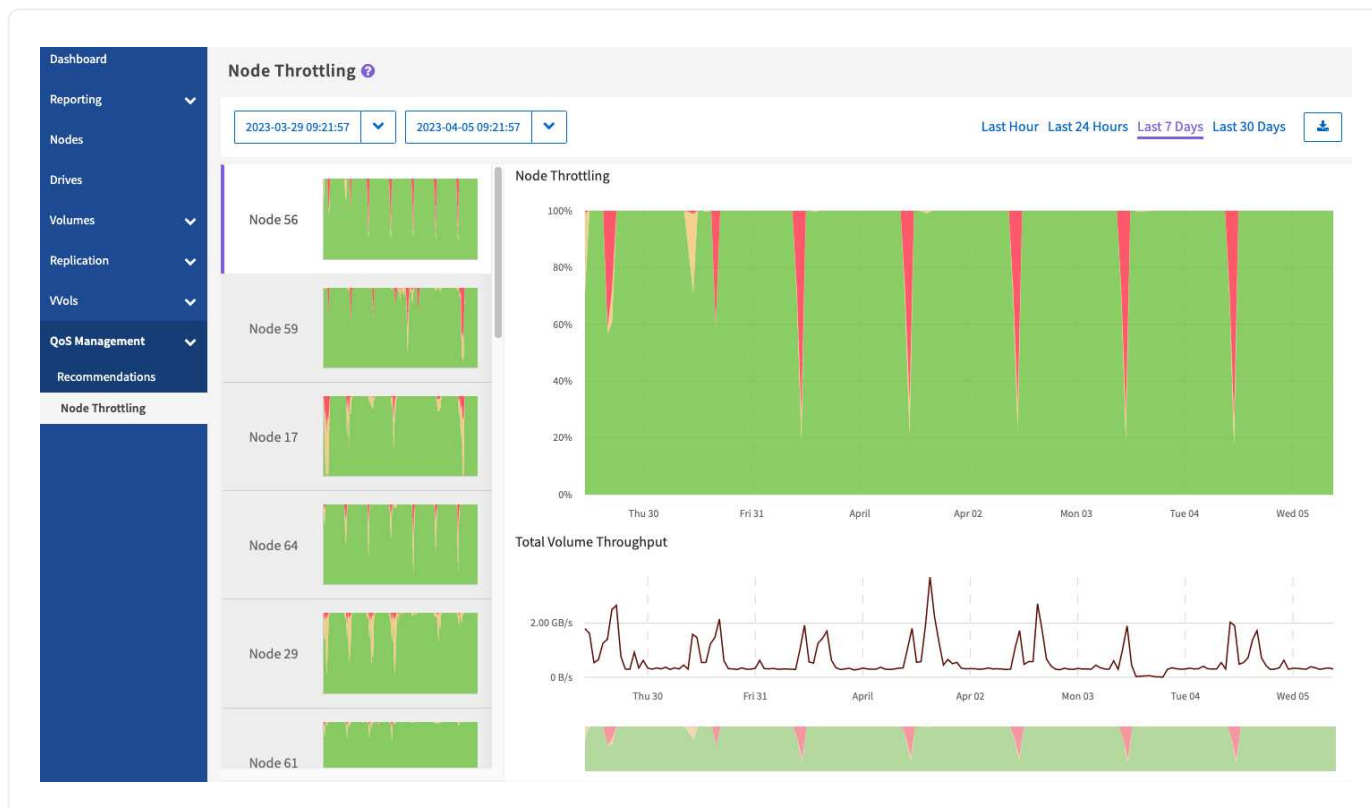 Dashboard
Reporting
Nodes
Drives
Volumes
Replication
VVols
QoS Management
Recommendations
Node Throttling
Node Throttling ?
2023-03-29 09:21:57
2023-04-05 09:21:57
Last Hour Last 24 Hours Last 7 Days Last 30 Days
Node 56
Node 59
Node 17
Node 64
Node 29
Node 61
Node Throttling
100%
80%
60%
40%
20%
0%
Thu 30 Fri 31 April Apr 02 Mon 03 Tue 04 Wed 05
Total Volume Throughput
2.00 GB/s
0 B/s
Thu 30 Fri 31 April Apr 02 Mon 03 Tue 04 Wed 05